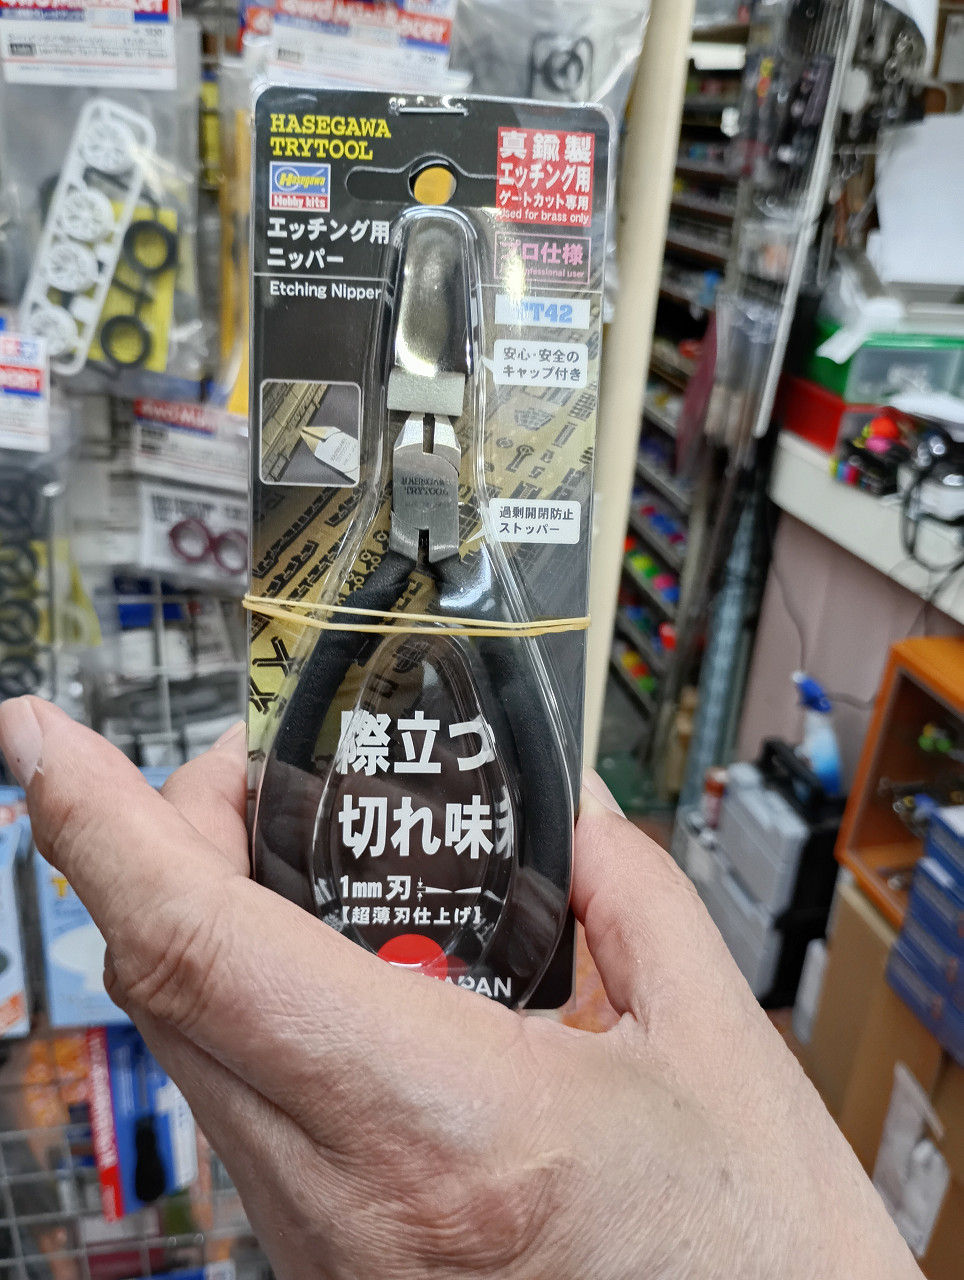 HASEGAWA
TRYTOOL
Hasegawa
Hobby kits
エッチング用
ニッパー
Etching Nipper
真鍮製
エッチング用
ゲートカット専用
Used for brass only
プロ仕様
Professional user
TT42
安心・安全の
キャップ付き
HASEGAWA
TRYTOOL
過剰開閉防止
ストッパー
際立つ
切れ味
1mm刃
【超薄刃仕上げ】
JAPAN